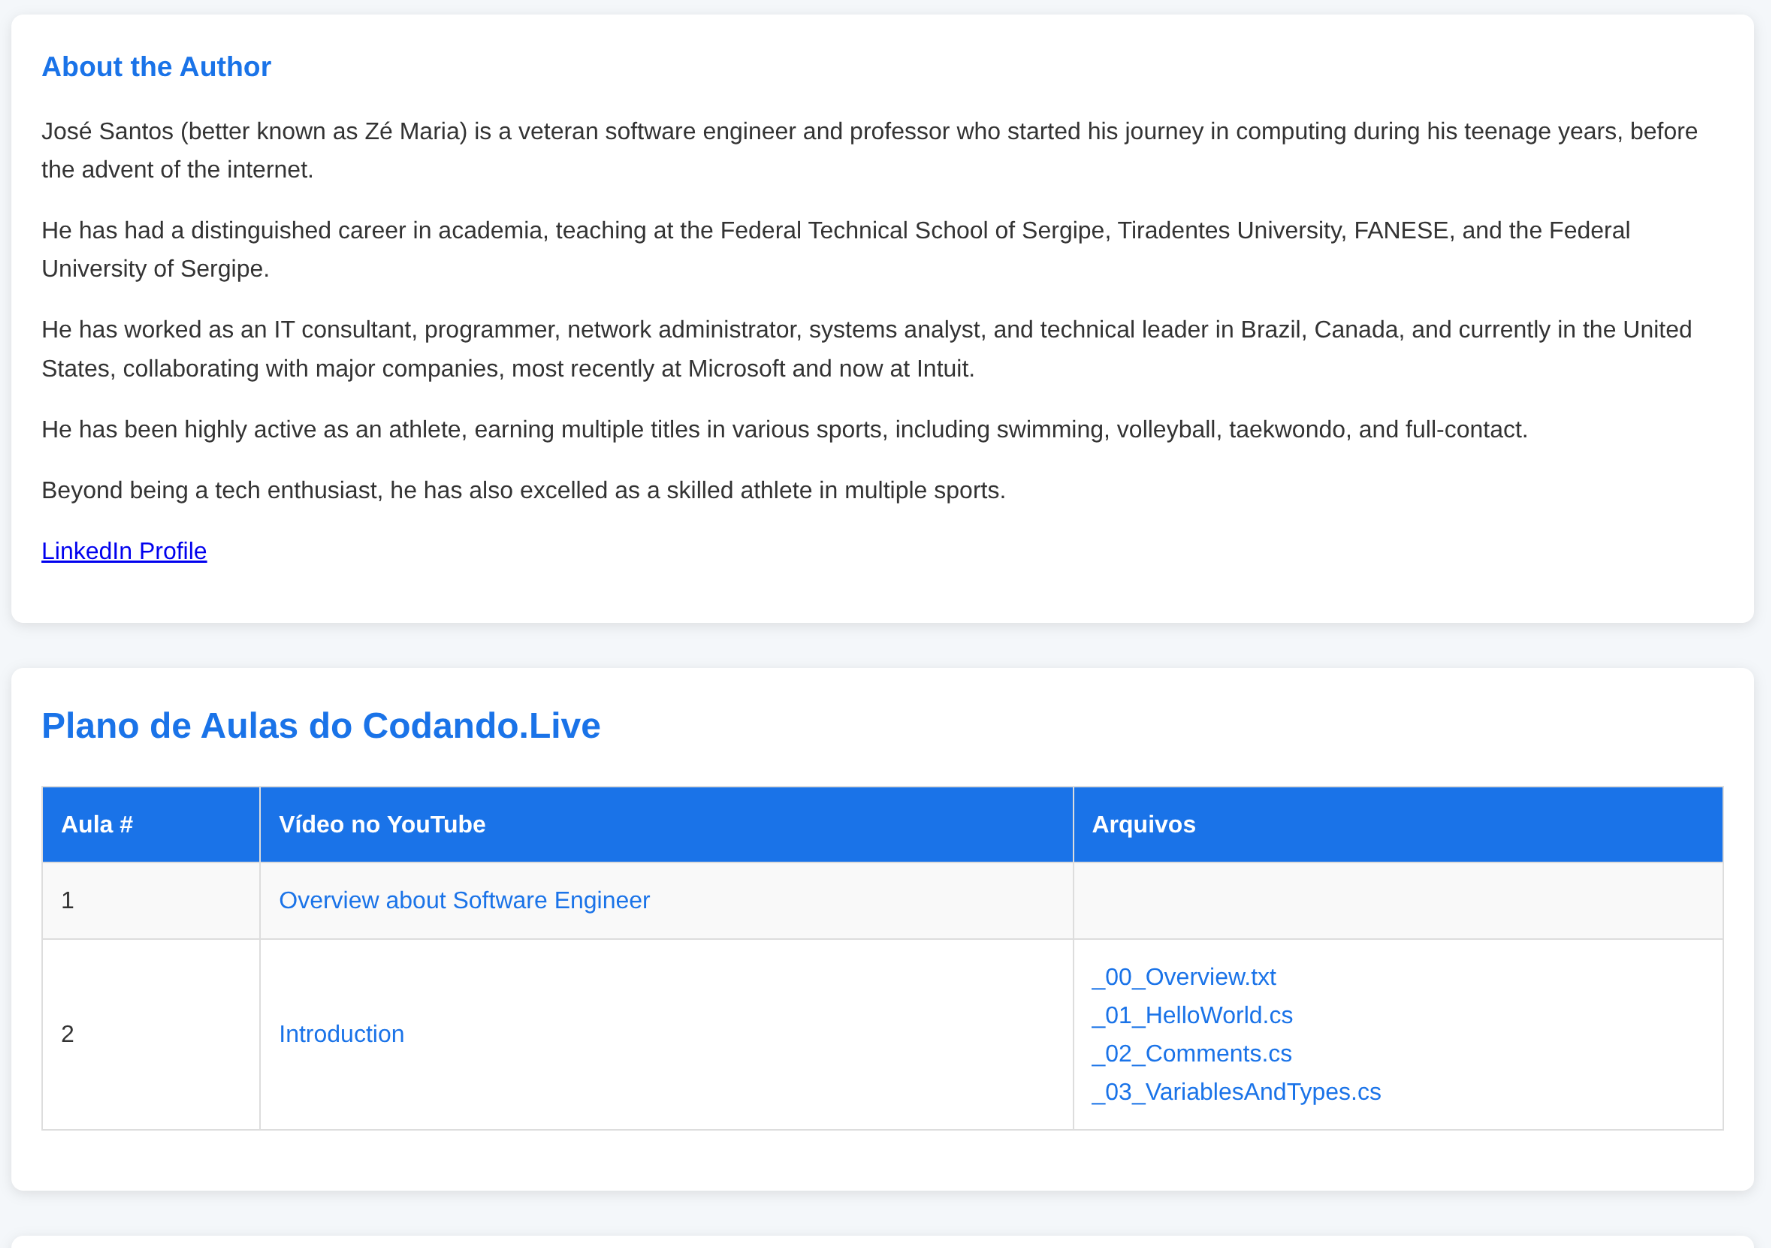 About the Author
José Santos (better known as Zé Maria) is a veteran software engineer and professor who started his journey in computing during his teenage years, before
the advent of the internet.
He has had a distinguished career in academia, teaching at the Federal Technical School of Sergipe, Tiradentes University, FANESE, and the Federal
University of Sergipe.
He has worked as an IT consultant, programmer, network administrator, systems analyst, and technical leader in Brazil, Canada, and currently in the United
States, collaborating with major companies, most recently at Microsoft and now at Intuit.
He has been highly active as an athlete, earning multiple titles in various sports, including swimming, volleyball, taekwondo, and full-contact.
Beyond being a tech enthusiast, he has also excelled as a skilled athlete in multiple sports.
LinkedIn Profile
Plano de Aulas do Codando.Live
Aula # Vídeo no YouTube Arquivos
1 Overview about Software Engineer
2 Introduction
_00_Overview.txt
_01_HelloWorld.cs
_02_Comments.cs
_03_VariablesAndTypes.cs